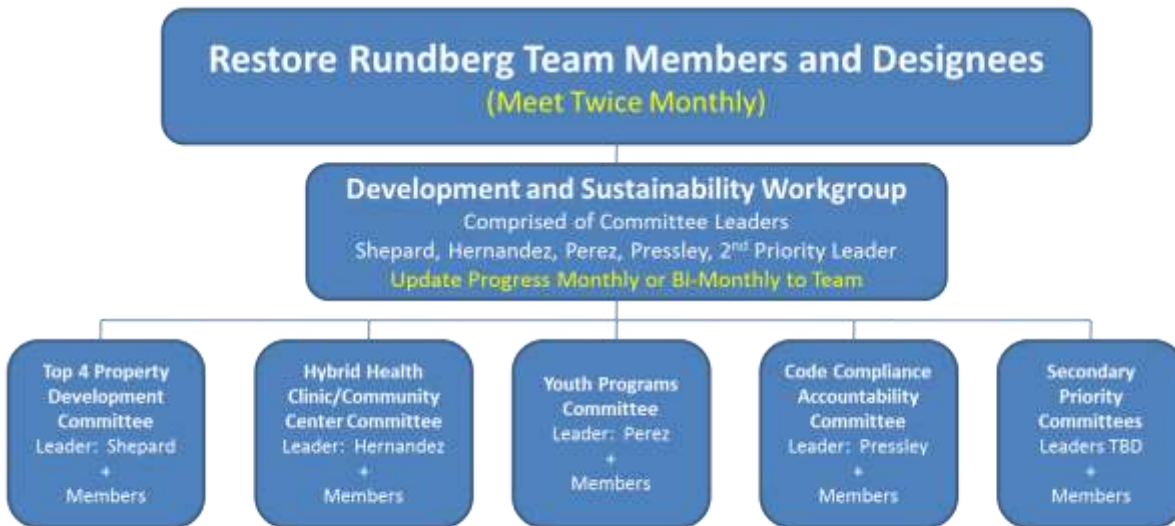 Restore Rundberg Team Members and Designees
(Meet Twice Monthly)
Development and Sustainability Workgroup
Comprised of Committee Leaders
Shepard, Hernandez, Perez, Pressley, 2nd Priority Leader
Update Progress Monthly or Bi-Monthly to Team
Top 4 Property
Development
Committee
Leader: Shepard
+
Members
Hybrid Health
Clinic/Community
Center Committee
Leader: Hernandez
+
Members
Youth Programs
Committee
Leader: Perez
+
Members
Code Compliance
Accountability
Committee
Leader: Pressley
+
Members
Secondary
Priority
Committees
Leaders TBD
+
Members